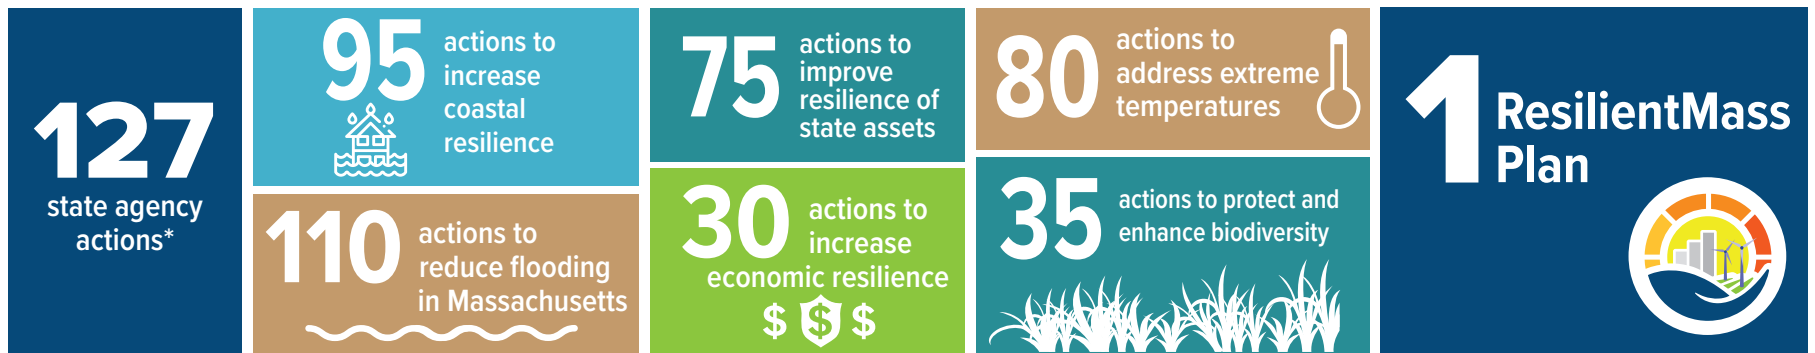 127
state agency
actions*
95
actions to
increase
coastal
resilience
110
actions to
reduce flooding
in Massachusetts
75
actions to
improve
resilience of
state assets
30
actions to
increase
economic resilience
$ $ $
80
actions to
address extreme
temperatures
35
actions to protect and
enhance biodiversity
1
ResilientMass
Plan